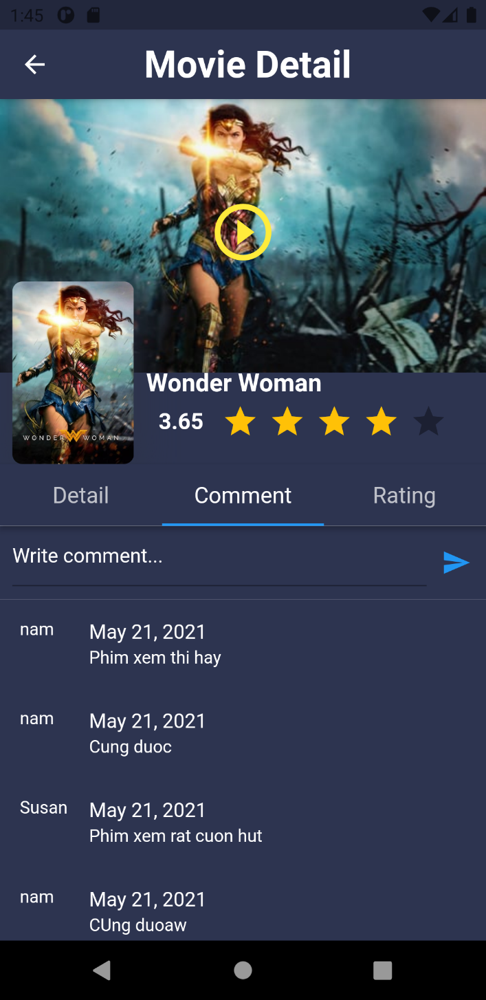 1:45
Movie Detail
WONDER WOMAN
Wonder Woman
3.65
Detail Comment Rating
Write comment...
nam May 21, 2021
Phim xem thi hay
nam May 21, 2021
Cung duoc
Susan May 21, 2021
Phim xem rat cuon hut
nam May 21, 2021
CUng duoaw